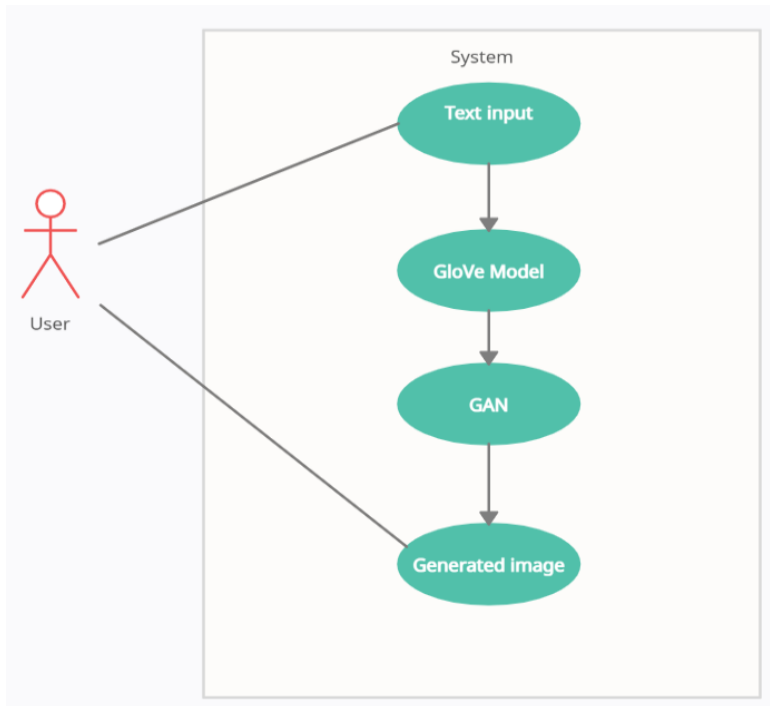 System
Text input
GloVe Model
User
GAN
Generated image